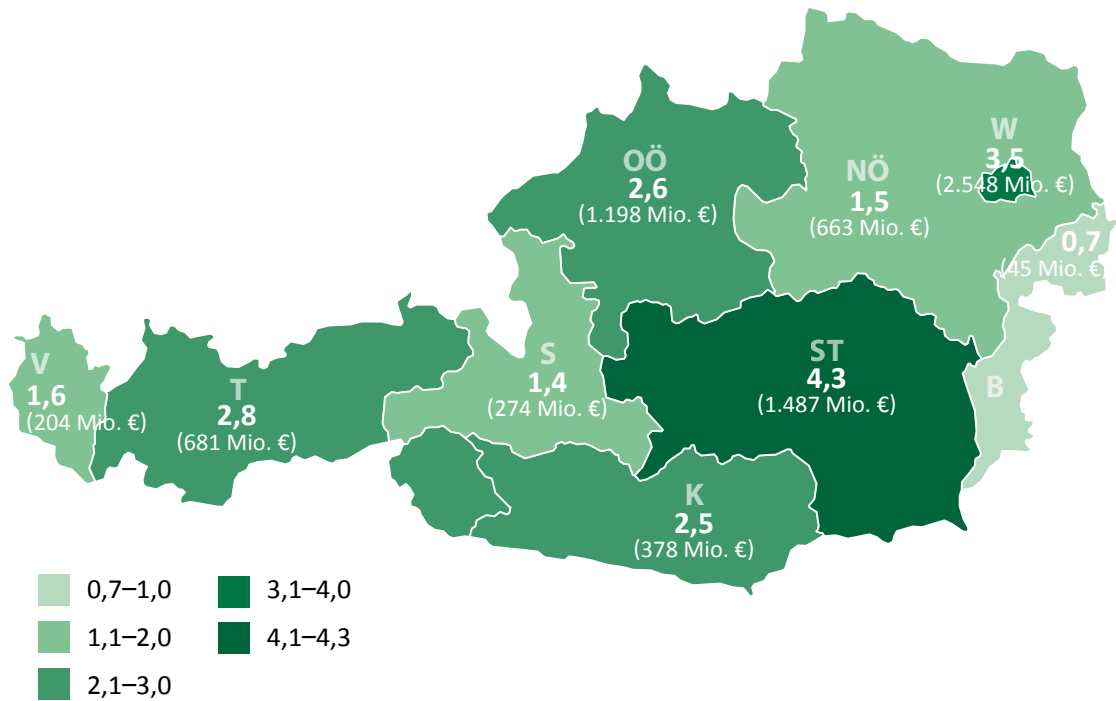 W
3,5
(2.548 Mio. €)
OÖ
2,6
(1.198 Mio. €)
NÖ
1,5
(663 Mio. €)
0,7
(45 Mio. €)
B
V
1,6
(204 Mio. €)
T
2,8
(681 Mio. €)
S
1,4
(274 Mio. €)
ST
4,3
(1.487 Mio. €)
K
2,5
(378 Mio. €)
0,7–1,0
1,1–2,0
2,1–3,0
3,1–4,0
4,1–4,3